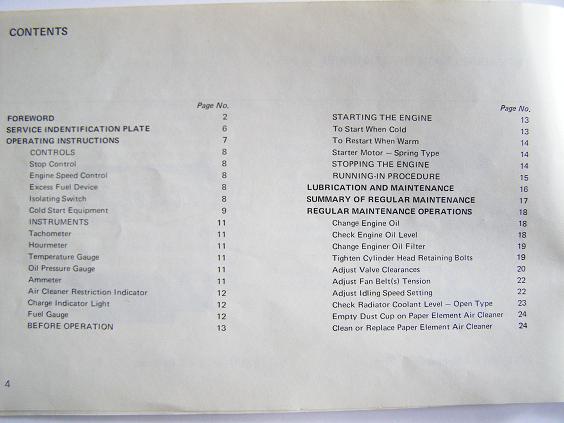 CONTENTS
Page No.
FOREWORD 2
SERVICE INDENTIFICATION PLATE 6
OPERATING INSTRUCTIONS 7
CONTROLS 8
Stop Control 8
Engine Speed Control 8
Excess Fuel Device 8
Isolating Switch 8
Cold Start Equipment 9
INSTRUMENTS 11
Tachometer 11
Hourmeter 11
Temperature Gauge 11
Oil Pressure Gauge 11
Ammeter 11
Air Cleaner Restriction Indicator 12
Charge Indicator Light 12
Fuel Gauge 12
BEFORE OPERATION 13
Page No.
STARTING THE ENGINE 13
To Start When Cold 13
To Restart When Warm 14
Starter Motor — Spring Type 14
STOPPING THE ENGINE 14
RUNNING-IN PROCEDURE 15
LUBRICATION AND MAINTENANCE 16
SUMMARY OF REGULAR MAINTENANCE 17
REGULAR MAINTENANCE OPERATIONS 18
Change Engine Oil 18
Check Engine Oil Level 18
Change Enginer Oil Filter 19
Tighten Cylinder Head Retaining Bolts 19
Adjust Valve Clearances 20
Adjust Fan Belt(s) Tension 22
Adjust Idling Speed Setting 22
Check Radiator Coolant Level — Open Type 23
Empty Dust Cup on Paper Element Air Cleaner 24
Clean or Replace Paper Element Air Cleaner 24
4